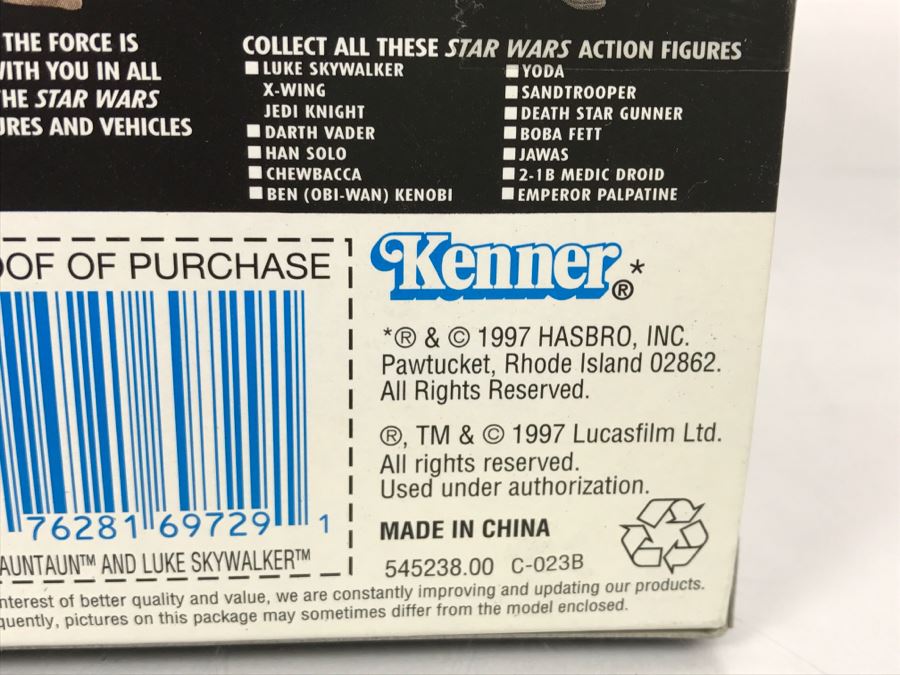 THE FORCE IS
WITH YOU IN ALL
THE STAR WARS
URES AND VEHICLES
COLLECT ALL THESE STAR WARS ACTION FIGURES
■ LUKE SKYWALKER
X-WING
JEDI KNIGHT
■ DARTH VADER
■ HAN SOLO
■ CHEWBACCA
■ BEN (OBI-WAN) KENOBI
■ YODA
■ SANDTROOPER
■ DEATH STAR GUNNER
■ BOBA FETT
■ JAWAS
■ 2-1B MEDIC DROID
■ EMPEROR PALPATINE
OOF OF PURCHASE
76281 69729 1
AUNTAUN™ AND LUKE SKYWALKER™
Kenner®*
*® & © 1997 HASBRO, INC.
Pawtucket, Rhode Island 02862.
All Rights Reserved.
®, TM & © 1997 Lucasfilm Ltd.
All rights reserved.
Used under authorization.
MADE IN CHINA
545238.00 C-023B
nterest of better quality and value, we are constantly improving and updating our products.
quently, pictures on this package may sometimes differ from the model enclosed.